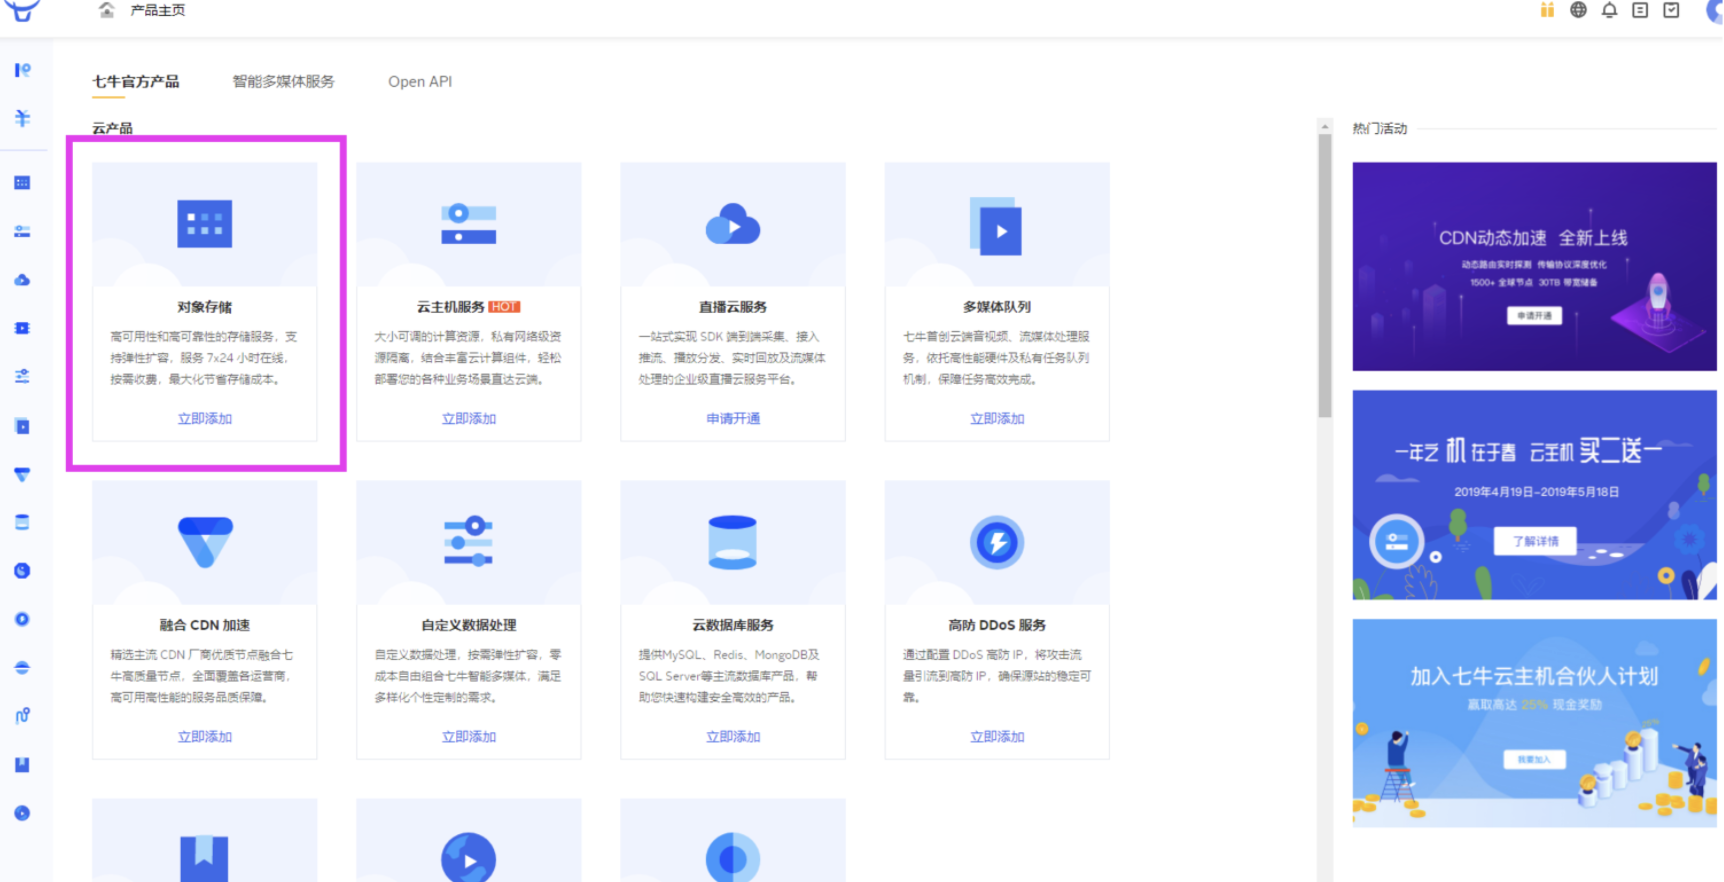 产品主页
七牛官方产品
智能多媒体服务
Open API
云产品
对象存储
高可用性和高可靠性的存储服务，支
持弹性扩容，服务 7x24 小时在线，
按需收费，最大化节省存储成本。
立即添加
云主机服务 HOT
大小可调的计算资源，私有网络级资
源隔离，结合丰富云计算组件，轻松
部署您的各种业务场景直达云端。
立即添加
直播云服务
一站式实现 SDK 端到端采集、接入
推流、播放分发、实时回放及流媒体
处理的企业级直播云服务平台。
申请开通
多媒体队列
七牛首创云端音视频、流媒体处理服
务，依托高性能硬件及私有任务队列
机制，保障任务高效完成。
立即添加
融合 CDN 加速
精选主流 CDN 厂商优质节点融合七
牛高质量节点，全面覆盖各运营商，
高可用高性能的服务品质保障。
立即添加
自定义数据处理
自定义数据处理，按需弹性扩容，零
成本自由组合七牛智能多媒体，满足
多样化个性定制的需求。
立即添加
云数据库服务
提供MySQL、Redis、MongoDB及
SQL Server等主流数据库产品，帮
助您快速构建安全高效的产品。
立即添加
高防 DDoS 服务
通过配置 DDoS 高防 IP，将攻击流
量引流到高防 IP，确保源站的稳定可
靠。
立即添加
热门活动
CDN动态加速 全新上线
动态路由实时探测 传输协议深度优化
1500+ 全球节点 30TB 带宽储备
申请开通
一年之 机 在于春 云主机 买二送一
2019年4月19日-2019年5月18日
了解详情
加入七牛云主机合伙人计划
赢取高达 25% 现金奖励
我要加入